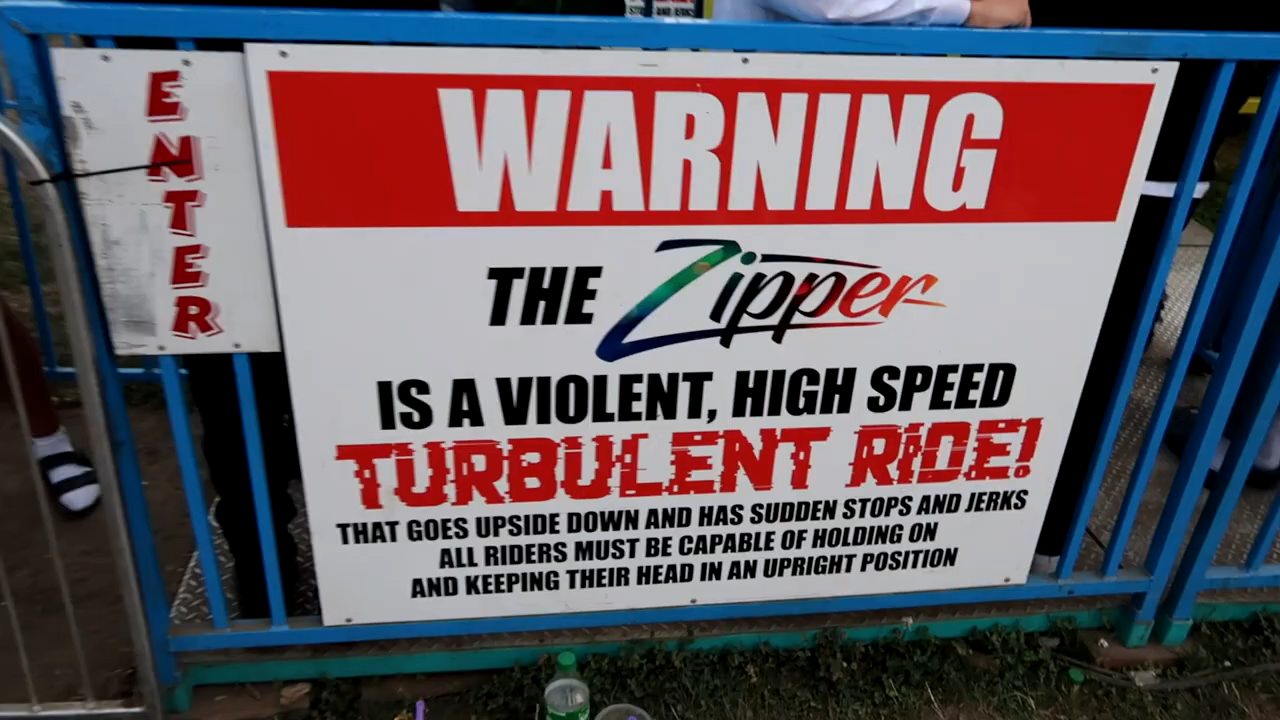 ENTER
WARNING
THE Zipper
IS A VIOLENT, HIGH SPEED
TURBULENT RIDE!
THAT GOES UPSIDE DOWN AND HAS SUDDEN STOPS AND JERKS
ALL RIDERS MUST BE CAPABLE OF HOLDING ON
AND KEEPING THEIR HEAD IN AN UPRIGHT POSITION